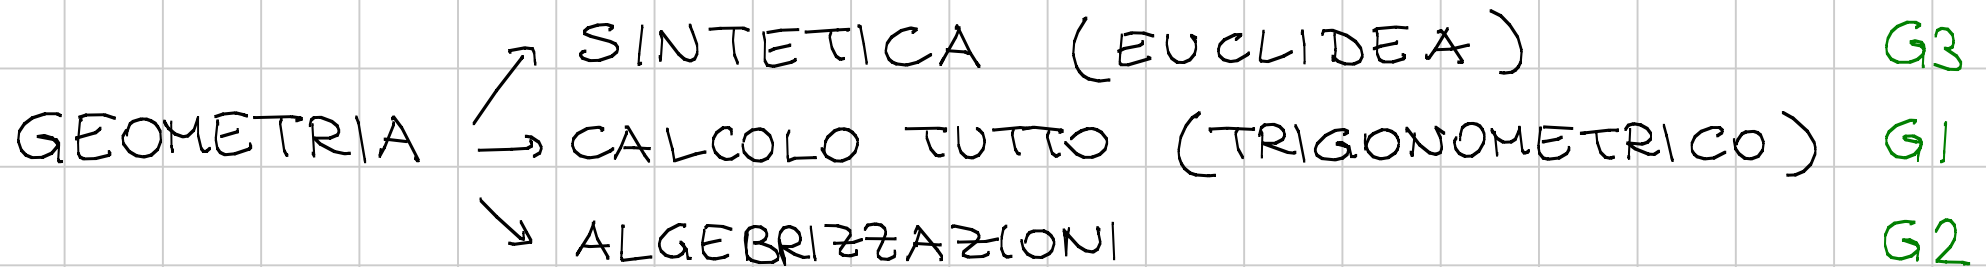 SINTETICA (EUCLIDEA) G3
GEOMETRIA CALCOLO TUTTO (TRIGONOMETRICO) G1
ALGEBRIZZAZIONI G2